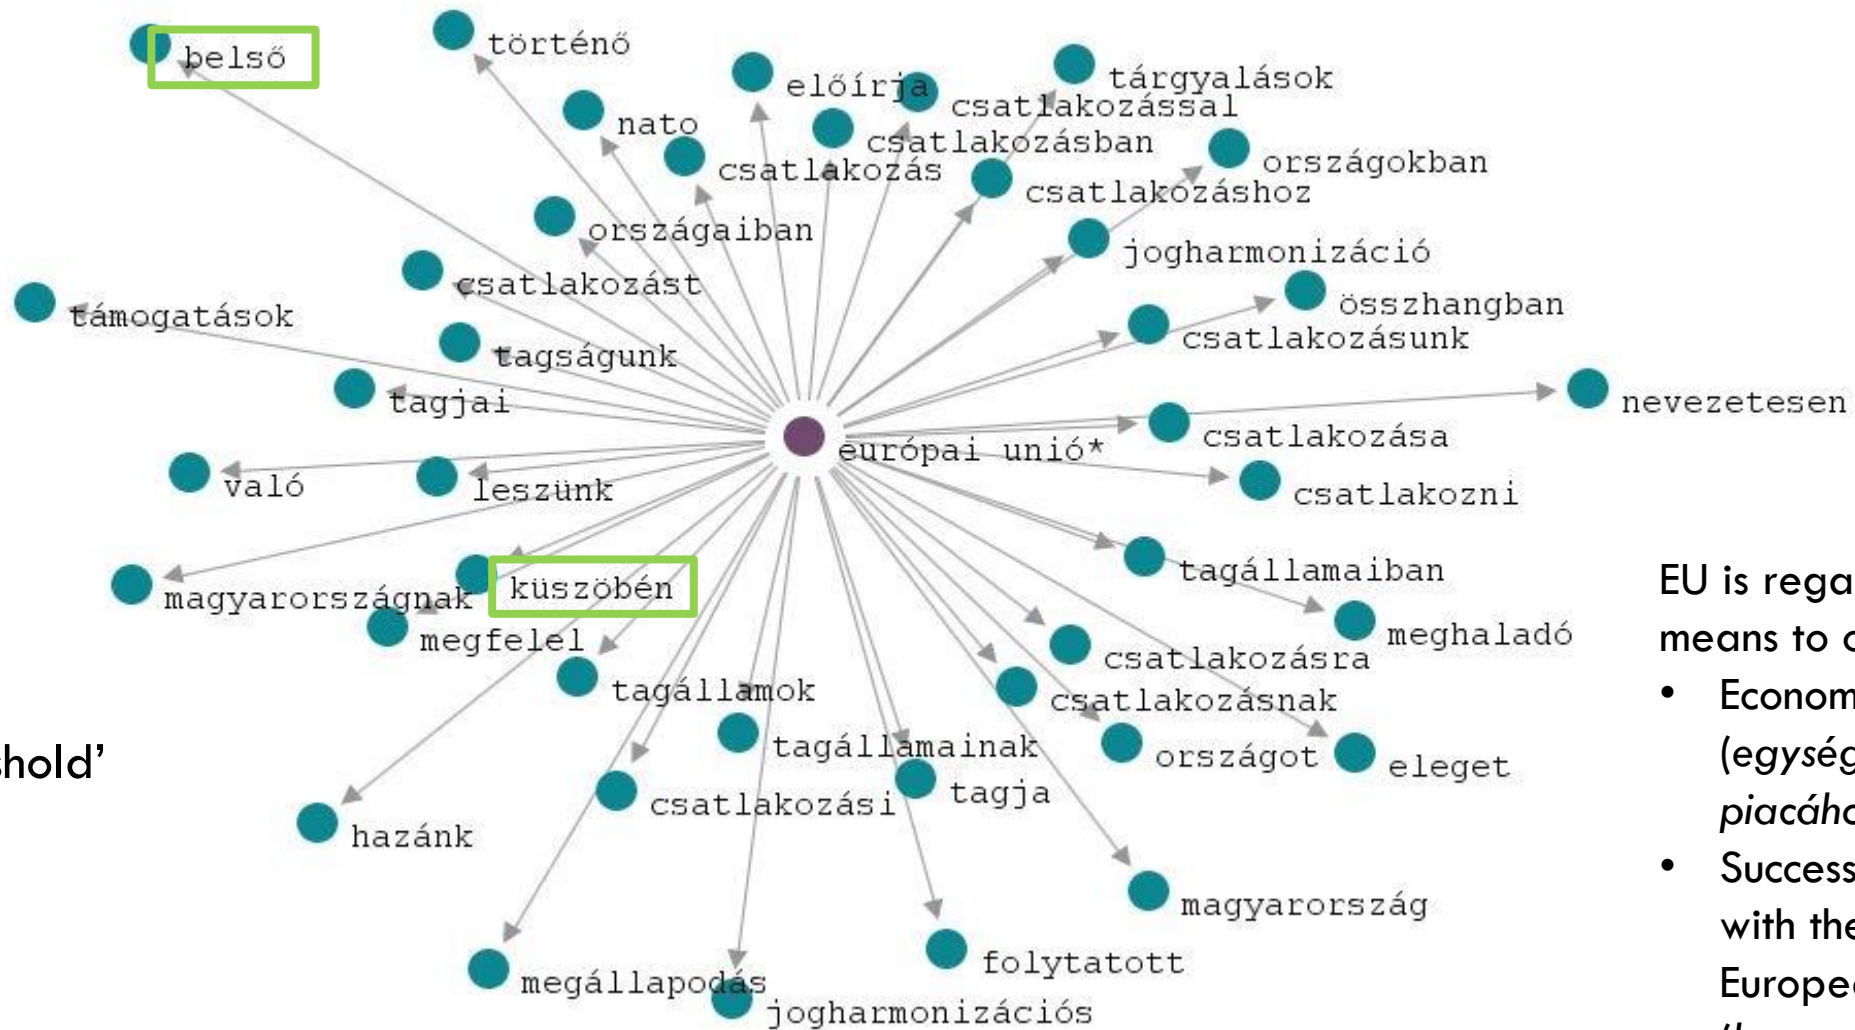 belső
történő
előírja
tárgyalások
csatlakozással
nato
csatlakozásban
csatlakozás
országokban
csatlakozáshoz
országaiban
jogharmonizáció
csatlakozást
összhangban
támogatások
csatlakozásunk
tagságunk
tagjai
nevezetesen
csatlakozása
európai unió*
való
leszünk
csatlakozni
tagállamaiban
küszöbén
magyarországnak
meghaladó
megfelel
csatlakozásra
tagállamok
csatlakozásnak
tagállamainak
országot
eleget
tagja
csatlakozási
hazánk
magyarország
folytatott
megállapodás
jogharmonizációs
shold’
EU is rega
means to
• Econom
(egység
piacáho
• Success
with the
Europe